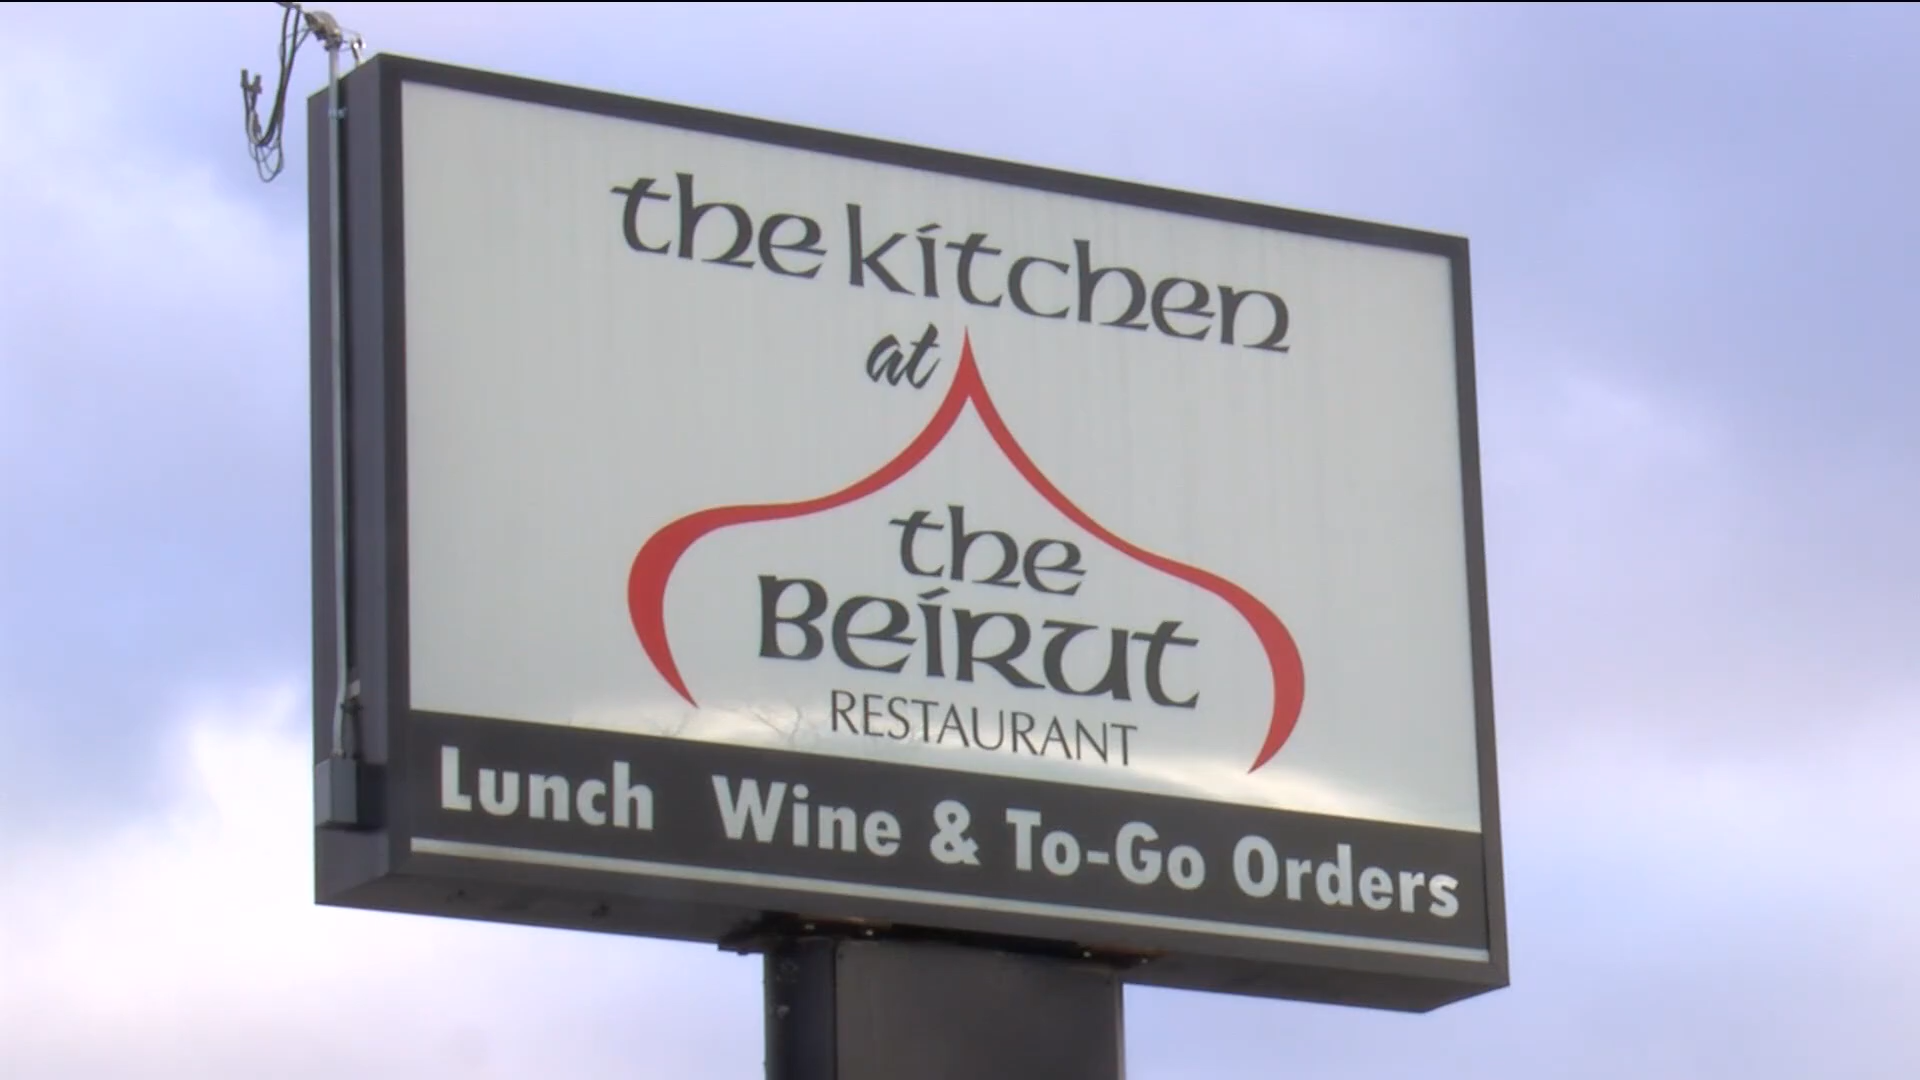 the kitchen
at
the
Beirut
RESTAURANT
Lunch Wine & To-Go Orders